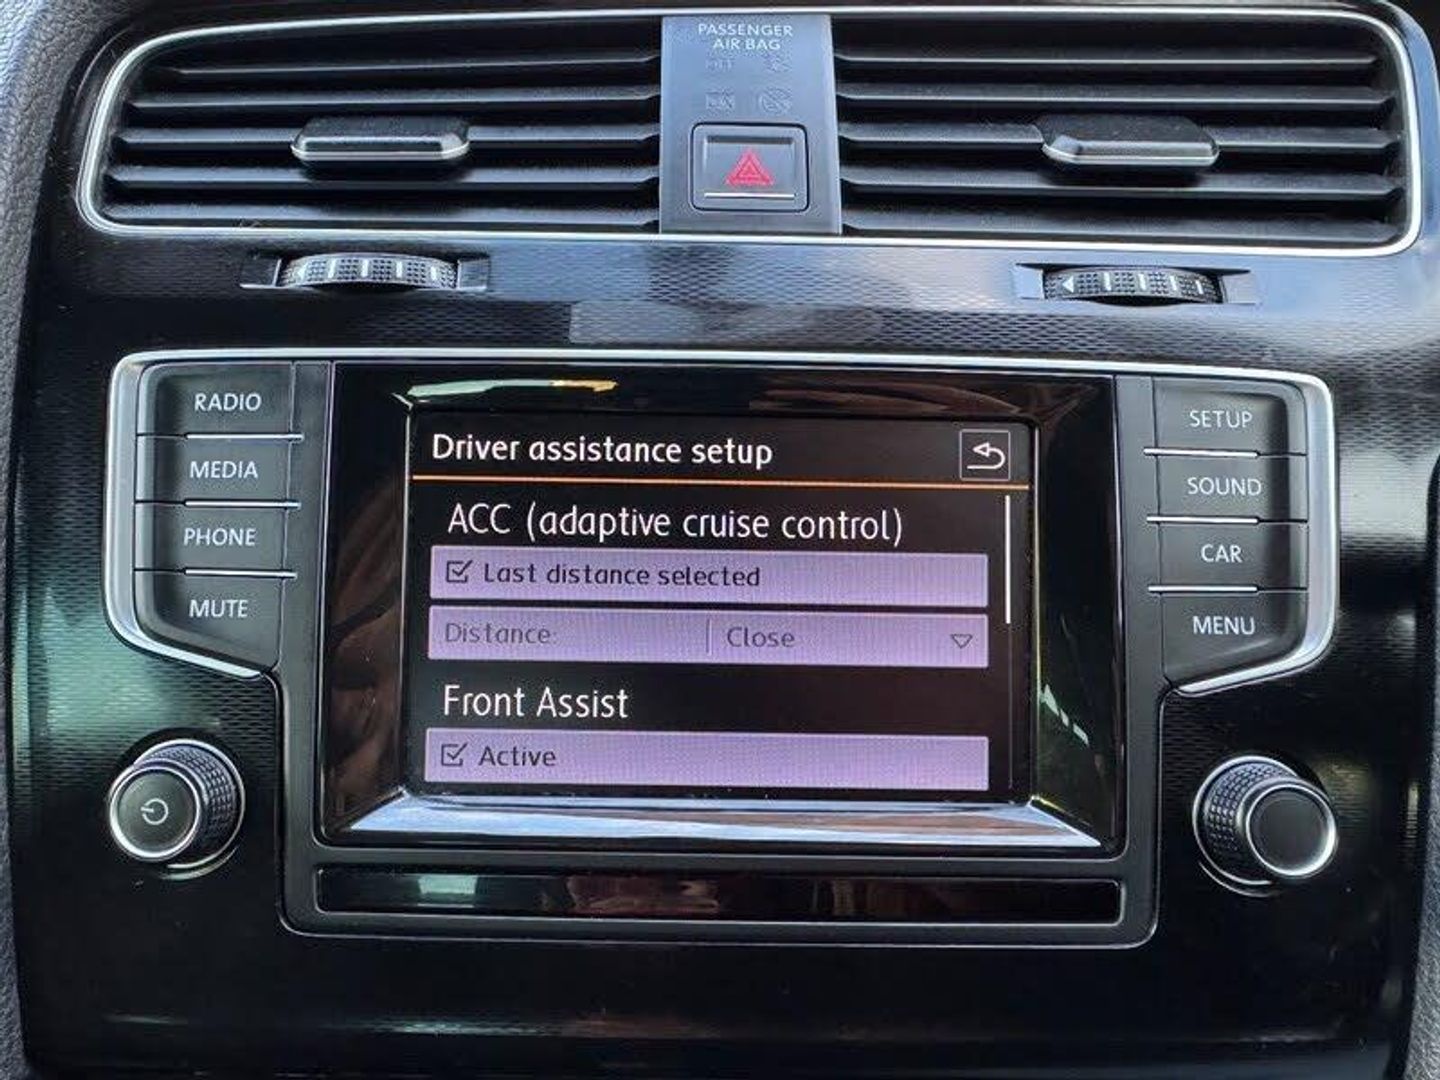 PASSENGER
AIR BAG
RADIO
MEDIA
PHONE
MUTE
Driver assistance setup
ACC (adaptive cruise control)
Last distance selected
Distance: Close
Front Assist
Active
SETUP
SOUND
CAR
MENU